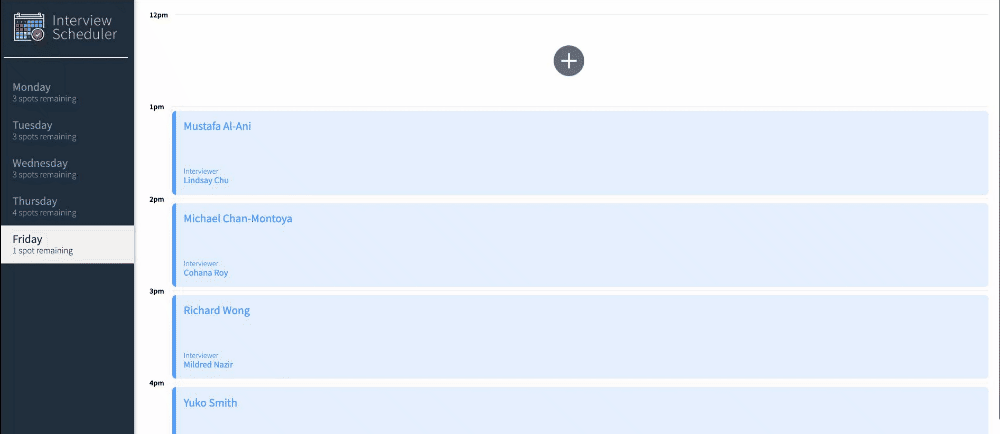 Interview
Scheduler
Monday
3 spots remaining
Tuesday
3 spots remaining
Wednesday
3 spots remaining
Thursday
4 spots remaining
Friday
1 spot remaining
12pm
1pm
Mustafa Al-Ani
Interviewer
Lindsay Chu
2pm
Michael Chan-Montoya
Interviewer
Cohana Roy
3pm
Richard Wong
Interviewer
Mildred Nazir
4pm
Yuko Smith